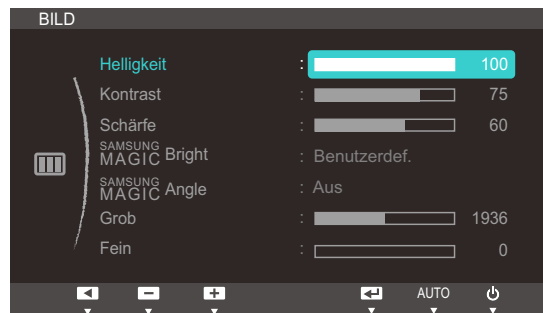 BILD
Helligkeit : 100
Kontrast : 75
Schärfe : 60
SAMSUNG MAGIC Bright : Benutzerdef.
SAMSUNG MAGIC Angle : Aus
Grob : 1936
Fein : 0
AUTO